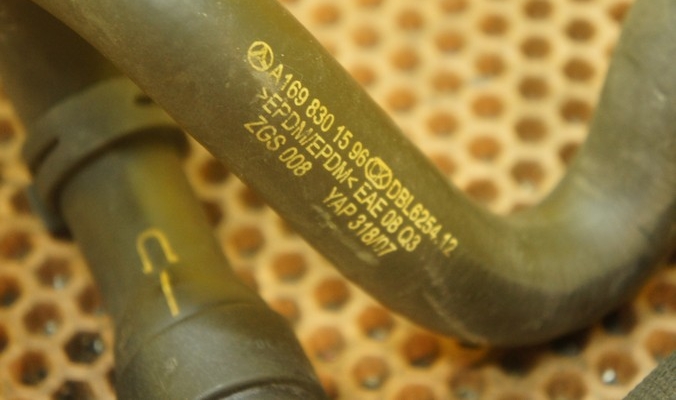 A169 830 15 96 DBL6254.12
>EPDM/EPDM< EAE 08 Q3
ZGS 008 YAP 318/07